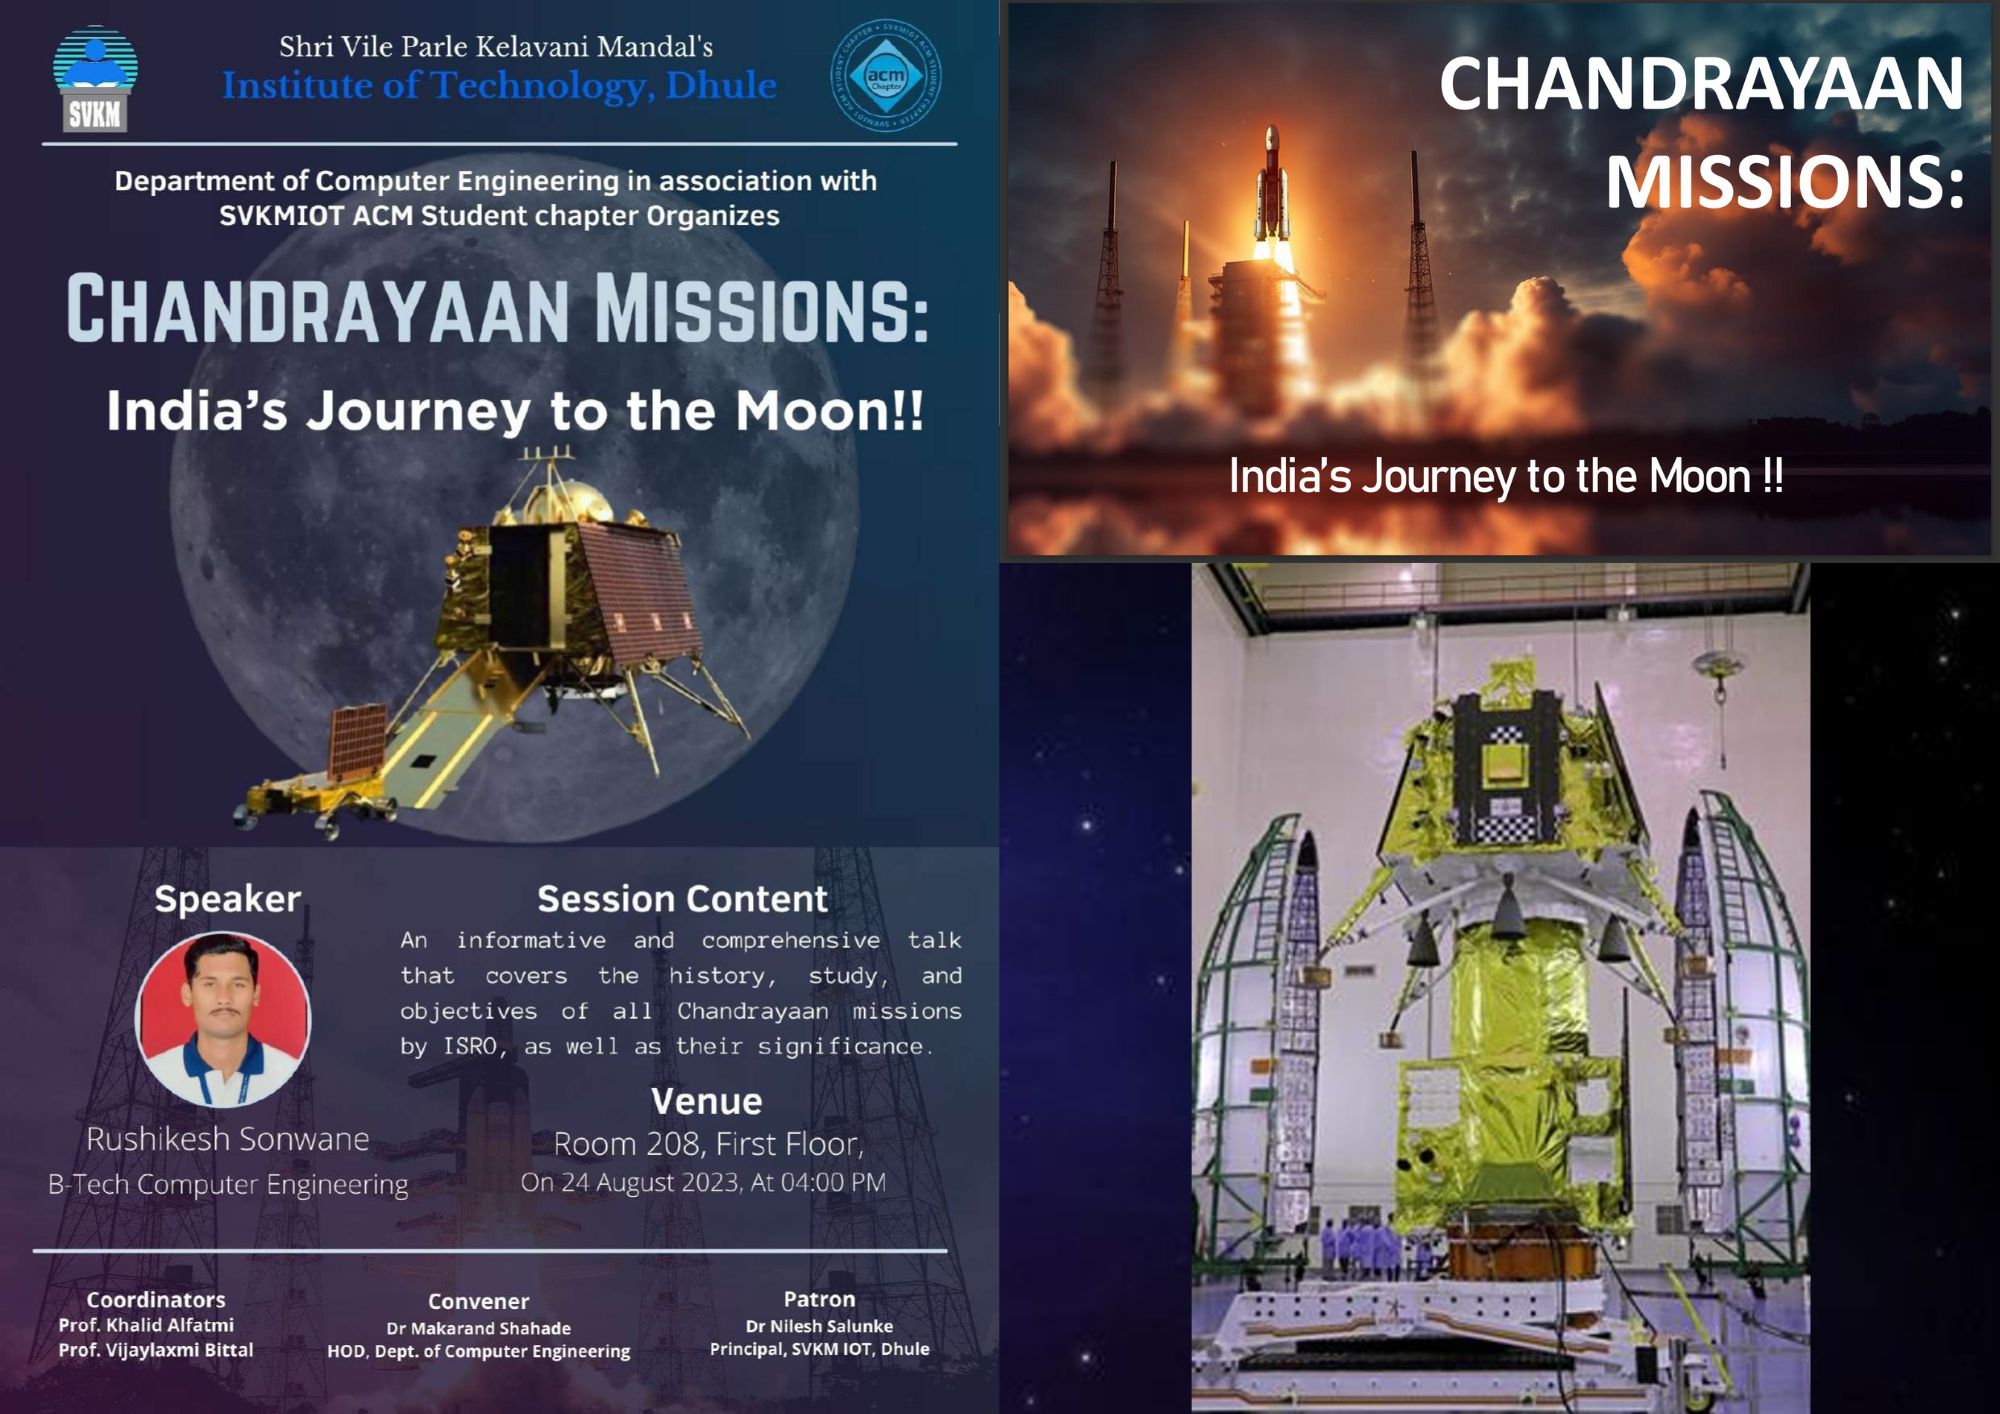 SVKM
Shri Vile Parle Kelavani Mandal's
Institute of Technology, Dhule
SVKMIOT ACM STUDENT CHAPTER
acm
Chapter
Department of Computer Engineering in association with
SVKMIOT ACM Student chapter Organizes
CHANDRAYAAN MISSIONS:
India's Journey to the Moon!!
Speaker
Rushikesh Sonwane
B-Tech Computer Engineering
Session Content
An informative and comprehensive talk
that covers the history, study, and
objectives of all Chandrayaan missions
by ISRO, as well as their significance.
Venue
Room 208, First Floor,
On 24 August 2023, At 04:00 PM
Coordinators
Prof. Khalid Alfatmi
Prof. Vijaylaxmi Bittal
Convener
Dr Makarand Shahade
HOD, Dept. of Computer Engineering
Patron
Dr Nilesh Salunke
Principal, SVKM IOT, Dhule
CHANDRAYAAN
MISSIONS:
India's Journey to the Moon !!